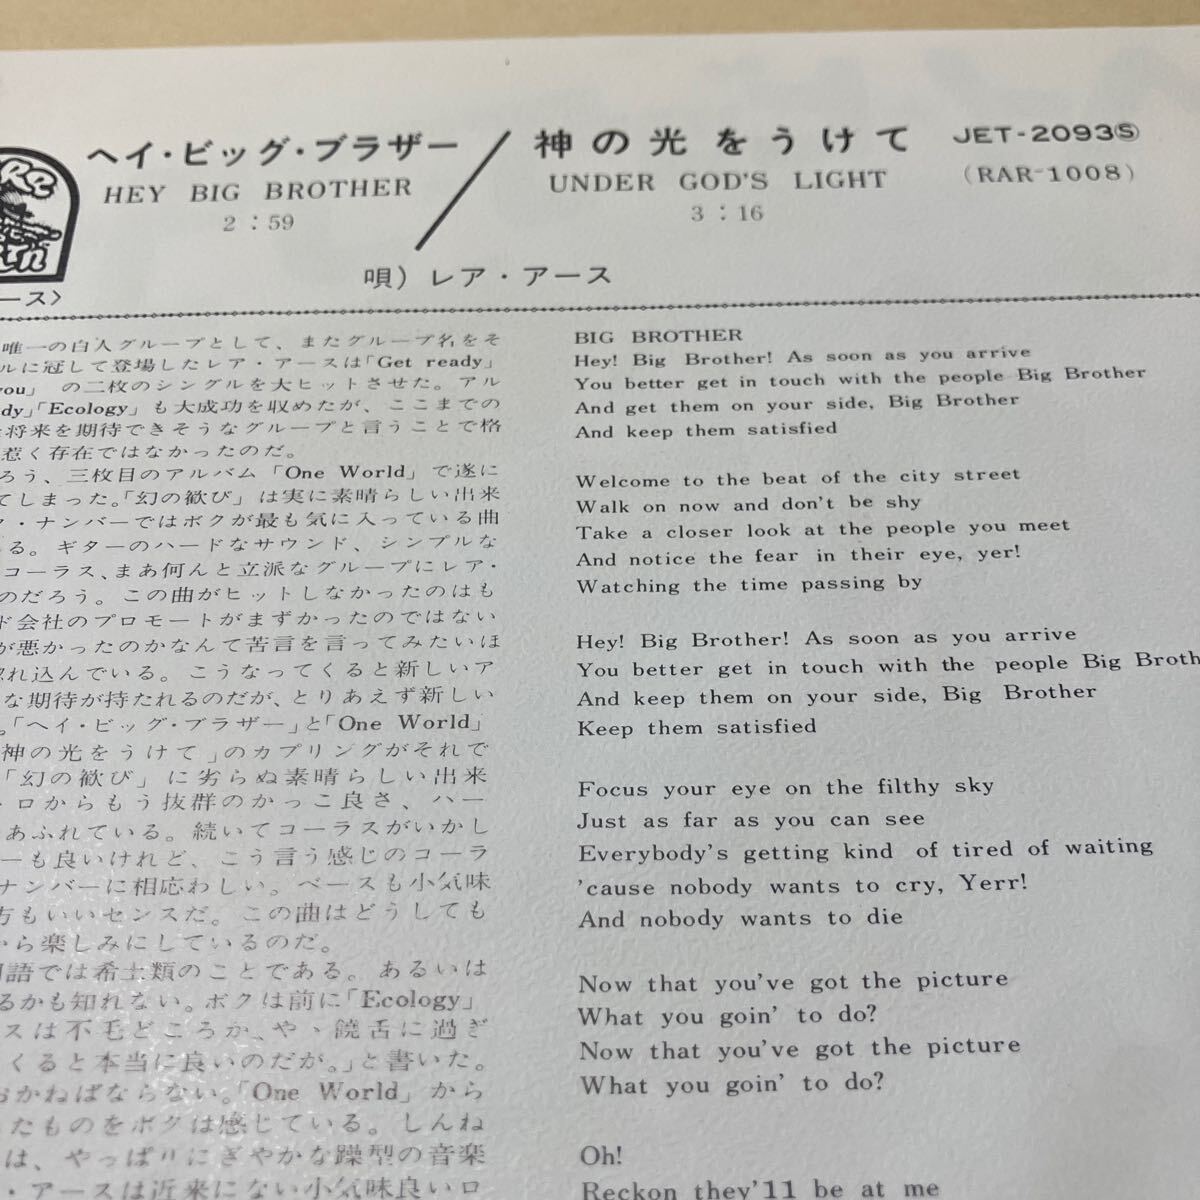 ヘイ・ビッグ・ブラザー／神の光をうけて JET-2093Ⓢ
HEY BIG BROTHER UNDER GOD'S LIGHT (RAR-1008)
2:59 3:16
唄）レア・アース
ース〉
唯一の白人グループとして、またグループ名をそ
ルに冠して登場したレア・アースは「Get ready」
you」 の二枚のシングルを大ヒットさせた。アル
dy」「Ecology」も大成功を収めたが、ここまでの
将来を期待できそうなグループと言うことで格
惹く存在ではなかったのだ。
ろう、三枚目のアルバム「One World」で遂に
てしまった。「幻の歓び」は実に素晴らしい出来
ク・ナンバーではボクが最も気に入っている曲
る。ギターのハードなサウンド、シンプルな
コーラス、まあ何んと立派なグループにレア・
のだろう。この曲がヒットしなかったのはも
ド会社のプロモートがまずかったのではない
が悪かったのかなんて苦言を言ってみたいほ
れ込んでいる。こうなってくると新しいア
な期待が持たれるのだが、とりあえず新しい
。「ヘイ・ビッグ・ブラザー」と「One World」
神の光をうけて」のカプリングがそれで
「幻の歓び」に劣らぬ素晴らしい出来
トロからもう抜群のかっこ良さ、ハー
あふれている。続いてコーラスがいかし
ーも良いけれど、こう言う感じのコーラ
ナンバーに相応わしい。ベースも小気味
方もいいセンスだ。この曲はどうしても
から楽しみにしているのだ。
語では希土類のことである。あるいは
るかも知れない。ボクは前に「Ecology」
スは不毛どころか、やゝ饒舌に過ぎ
くると本当に良いのだが。」と書いた。
おかねばならない。「One World」から
たものをボクは感じている。しんね
は、やっぱりにぎやかな躁型の音楽
・アースは近来にない小気味良いロ
BIG BROTHER
Hey! Big Brother! As soon as you arrive
You better get in touch with the people Big Brother
And get them on your side, Big Brother
And keep them satisfied
Welcome to the beat of the city street
Walk on now and don't be shy
Take a closer look at the people you meet
And notice the fear in their eye, yer!
Watching the time passing by
Hey! Big Brother! As soon as you arrive
You better get in touch with the people Big Broth
And keep them on your side, Big Brother
Keep them satisfied
Focus your eye on the filthy sky
Just as far as you can see
Everybody's getting kind of tired of waiting
'cause nobody wants to cry, Yerr!
And nobody wants to die
Now that you've got the picture
What you goin' to do?
Now that you've got the picture
What you goin' to do?
Oh!
Reckon they'll be at me